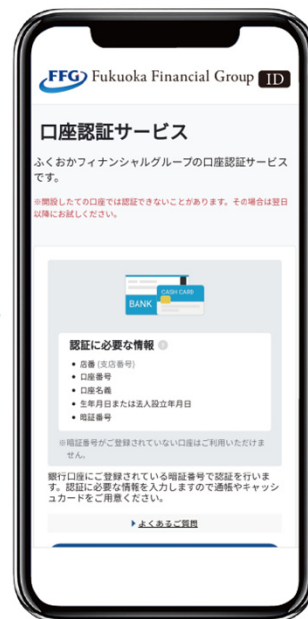 FFG Fukuoka Financial Group ID
口座認証サービス
ふくおかフィナンシャルグループの口座認証サービス
です。
※開設したての口座では認証できないことがあります。その場合は翌日
以降にお試しください。
CASH CARD
BANK
認証に必要な情報
• 店番 (支店番号)
• 口座番号
• 口座名義
• 生年月日または法人設立年月日
• 暗証番号
※暗証番号がご登録されていない口座はご利用いただけま
せん。
銀行口座にご登録されている暗証番号で認証を行いま
す。認証に必要な情報を入力しますので通帳やキャッシ
ュカードをご用意ください。
よくあるご質問